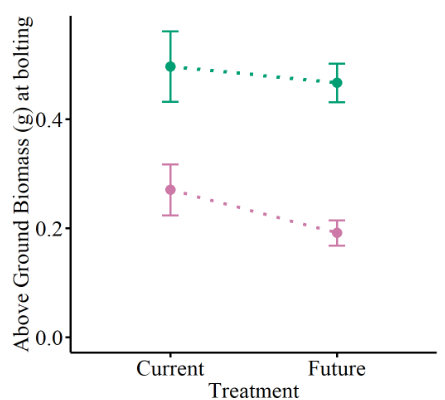 Above Ground Biomass (g) at bolting
0.4
0.2
0.0
Current Future
Treatment